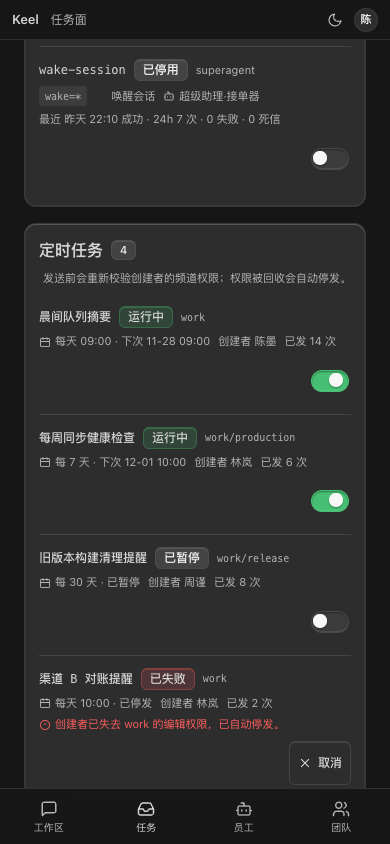 Keel 任务面 陈
wake-session 已停用 superagent
wake=* 唤醒会话 超级助理·接单器
最近 昨天 22:10 成功 · 24h 7 次 · 0 失败 · 0 死信
定时任务 4
发送前会重新校验创建者的频道权限；权限被回收会自动停发。
晨间队列摘要 运行中 work
每天 09:00 · 下次 11-28 09:00 创建者 陈墨 已发 14 次
每周同步健康检查 运行中 work/production
每 7 天 · 下次 12-01 10:00 创建者 林岚 已发 6 次
旧版本构建清理提醒 已暂停 work/release
每 30 天 · 已暂停 创建者 周谨 已发 8 次
渠道 B 对账提醒 已失败 work
每天 10:00 · 已停发 创建者 林岚 已发 2 次
创建者已失去 work 的编辑权限，已自动停发。
取消
工作区 任务 员工 团队